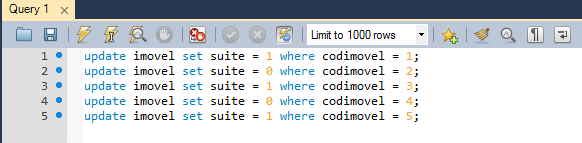 Query 1
Limit to 1000 rows
1 update imovel set suite = 1 where codimovel = 1;
2 update imovel set suite = 0 where codimovel = 2;
3 update imovel set suite = 1 where codimovel = 3;
4 update imovel set suite = 0 where codimovel = 4;
5 update imovel set suite = 1 where codimovel = 5;